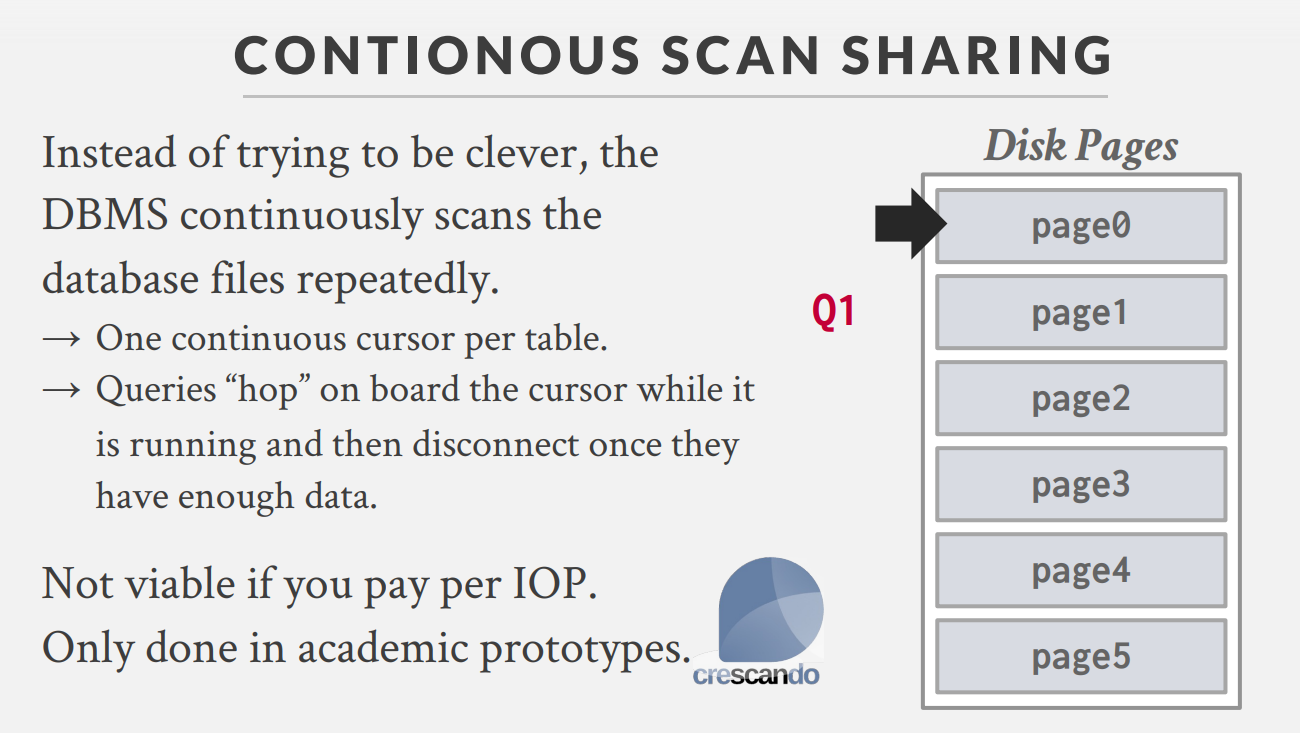 CONTIONOUS SCAN SHARING
Instead of trying to be clever, the
DBMS continuously scans the
database files repeatedly.
→ One continuous cursor per table.
→ Queries “hop” on board the cursor while it
is running and then disconnect once they
have enough data.
Not viable if you pay per IOP.
Only done in academic prototypes.
crescando
Disk Pages
Q1
page0
page1
page2
page3
page4
page5